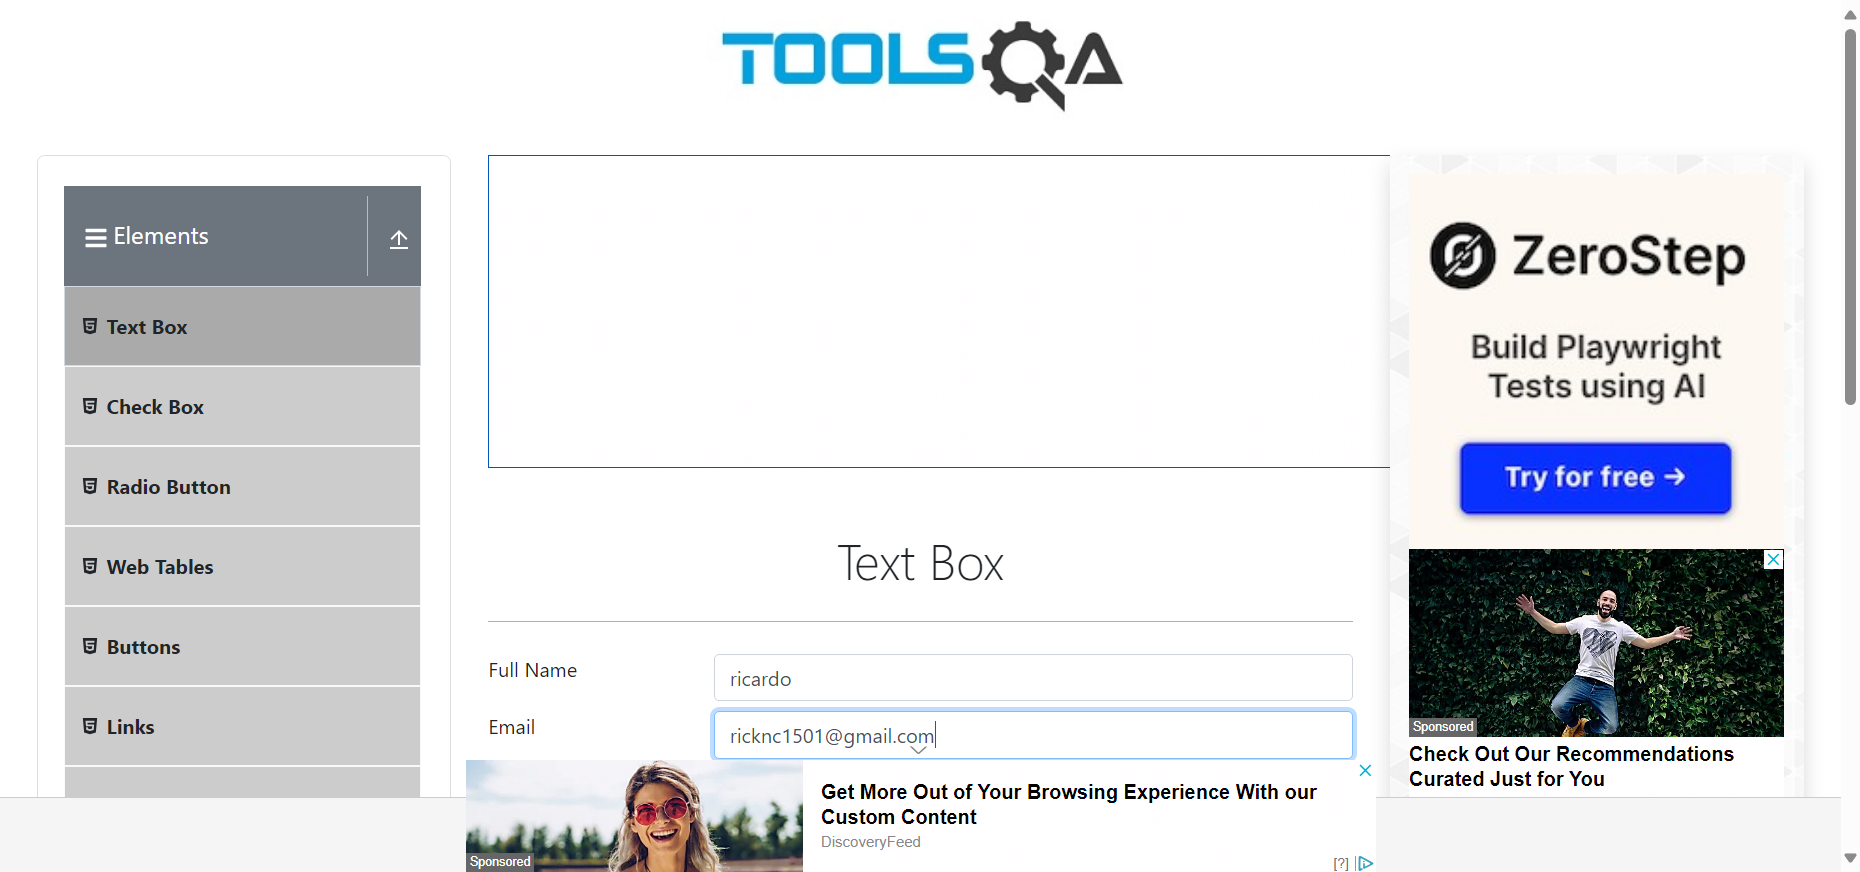 TOOLSQA
Elements
Text Box
Check Box
Radio Button
Web Tables
Buttons
Links
Text Box
Full Name
ricardo
Email
ricknc1501@gmail.com
ZeroStep
Build Playwright
Tests using AI
Try for free →
Sponsored
Check Out Our Recommendations
Curated Just for You
Sponsored
Get More Out of Your Browsing Experience With our
Custom Content
DiscoveryFeed
[?]